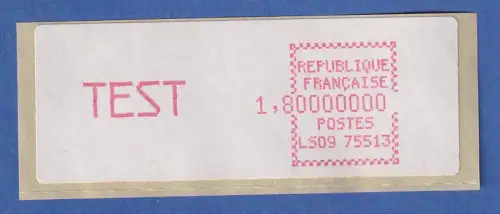 TEST
REPUBLIQUE
FRANÇAISE
1,80000000
POSTES
LS09 75513